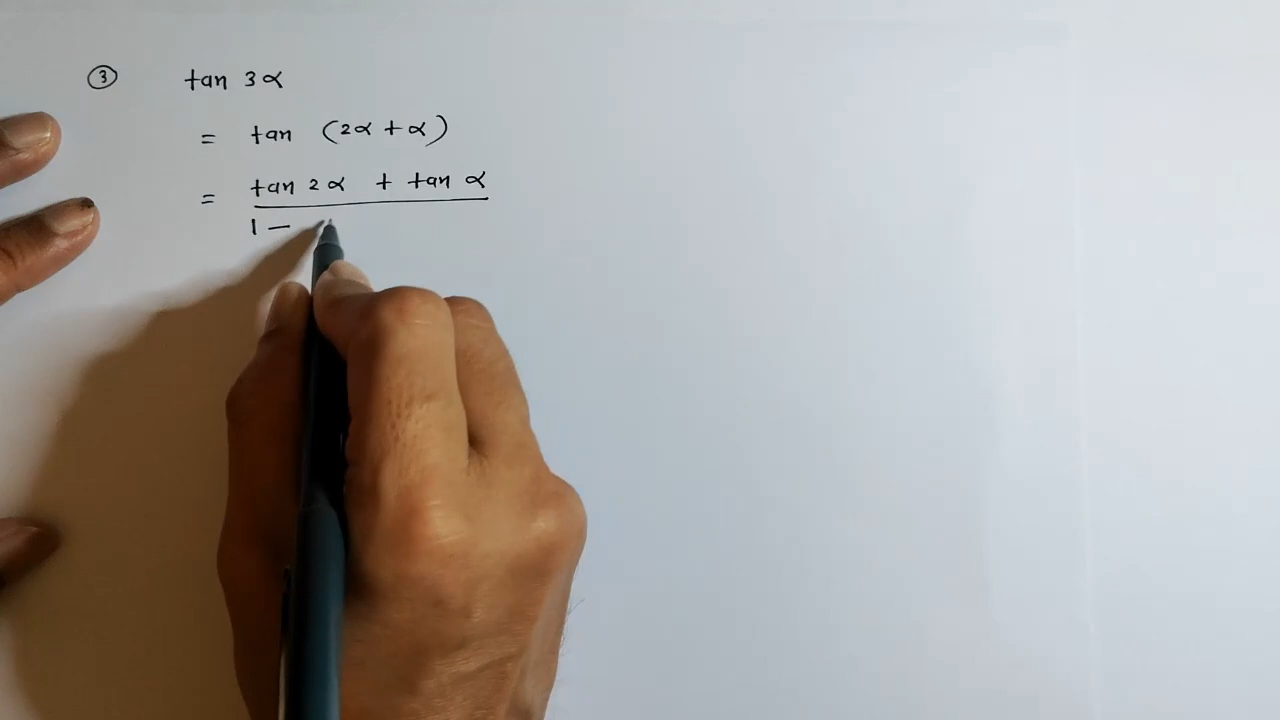 ③ tan 3α
= tan (2α + α)
= tan 2α + tan α
1 −